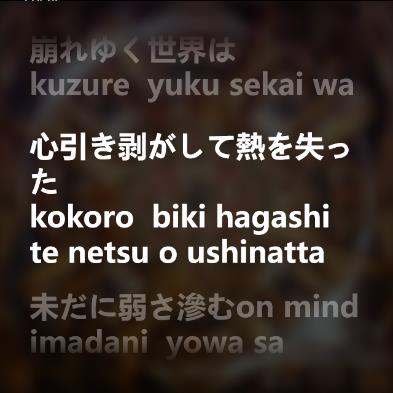 崩れゆく世界は
kuzure yuku sekai wa
心引き剥がして熱を失っ
た
kokoro biki hagashi
te netsu o ushinatta
未だに弱さ滲むon mind
imadani yowa sa